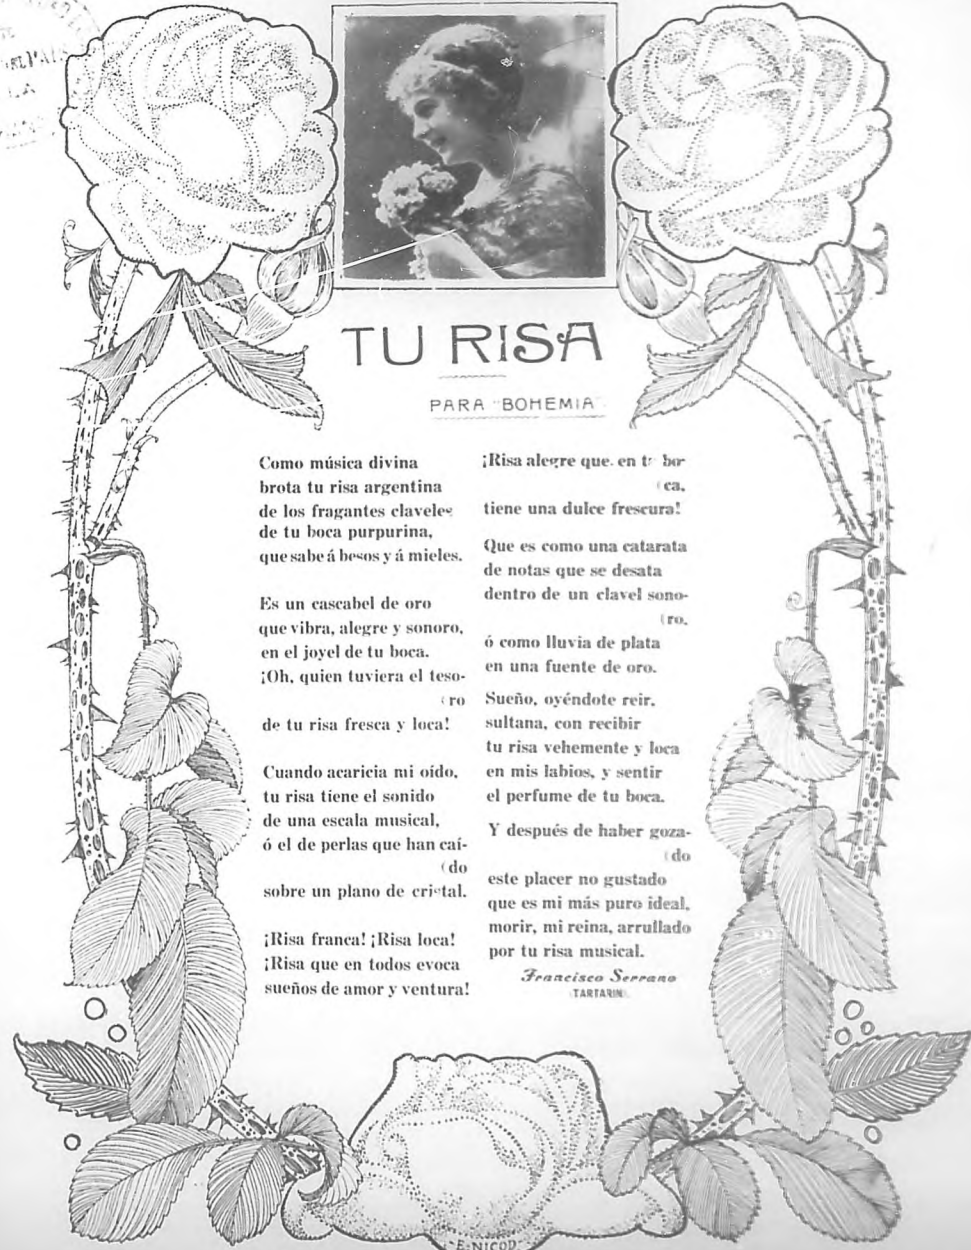 TU RISA
PARA "BOHEMIA"
Como música divina
brota tu risa argentina
de los fragantes claveles
de tu boca purpurina,
que sabe á besos y á mieles.
Es un cascabel de oro
que vibra, alegre y sonoro,
en el joyel de tu boca.
¡Oh, quien tuviera el teso-
(ro
de tu risa fresca y loca!
Cuando acaricia mi oído,
tu risa tiene el sonido
de una escala musical,
ó el de perlas que han caí-
(do
sobre un plano de cristal.
¡Risa franca! ¡Risa loca!
¡Risa que en todos evoca
sueños de amor y ventura!
¡Risa alegre que en tu bo-
(ca,
tiene una dulce frescura!
Que es como una catarata
de notas que se desata
dentro de un clavel sono-
(ro,
ó como lluvia de plata
en una fuente de oro.
Sueño, oyéndote reir,
sultana, con recibir
tu risa vehemente y loca
en mis labios, y sentir
el perfume de tu boca.
Y después de haber goza-
(do
este placer no gustado
que es mi más puro ideal,
morir, mi reina, arrullado
por tu risa musical.
Francisco Serrano
(TARTARIN)
E. NICOD